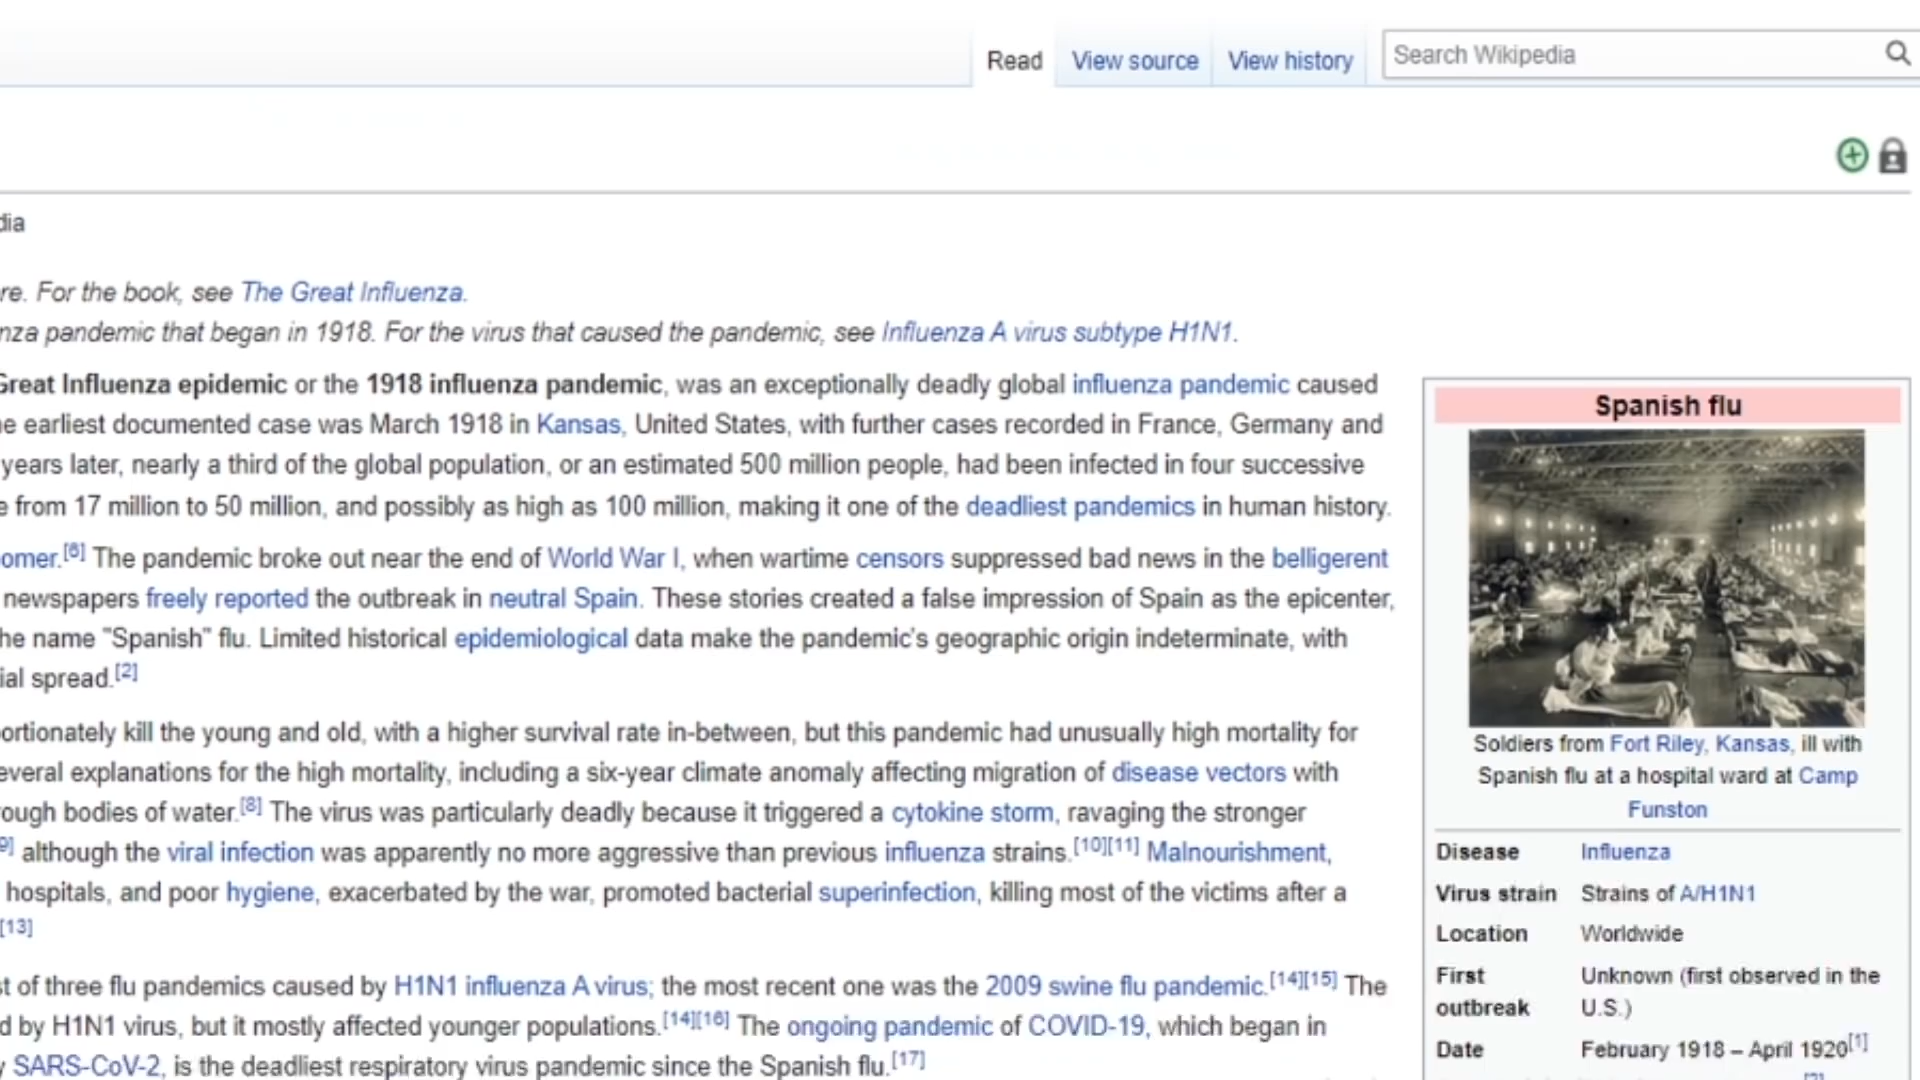 Read View source View history Search Wikipedia
dia
re. For the book, see The Great Influenza.
nza pandemic that began in 1918. For the virus that caused the pandemic, see Influenza A virus subtype H1N1.
Great Influenza epidemic or the 1918 influenza pandemic, was an exceptionally deadly global influenza pandemic caused
e earliest documented case was March 1918 in Kansas, United States, with further cases recorded in France, Germany and
years later, nearly a third of the global population, or an estimated 500 million people, had been infected in four successive
e from 17 million to 50 million, and possibly as high as 100 million, making it one of the deadliest pandemics in human history.
omer.[6] The pandemic broke out near the end of World War I, when wartime censors suppressed bad news in the belligerent
newspapers freely reported the outbreak in neutral Spain. These stories created a false impression of Spain as the epicenter,
he name "Spanish" flu. Limited historical epidemiological data make the pandemic's geographic origin indeterminate, with
ial spread.[2]
ortionately kill the young and old, with a higher survival rate in-between, but this pandemic had unusually high mortality for
everal explanations for the high mortality, including a six-year climate anomaly affecting migration of disease vectors with
rough bodies of water.[8] The virus was particularly deadly because it triggered a cytokine storm, ravaging the stronger
9] although the viral infection was apparently no more aggressive than previous influenza strains.[10][11] Malnourishment,
hospitals, and poor hygiene, exacerbated by the war, promoted bacterial superinfection, killing most of the victims after a
[13]
st of three flu pandemics caused by H1N1 influenza A virus; the most recent one was the 2009 swine flu pandemic.[14][15] The
d by H1N1 virus, but it mostly affected younger populations.[14][16] The ongoing pandemic of COVID-19, which began in
y SARS-CoV-2, is the deadliest respiratory virus pandemic since the Spanish flu.[17]
Spanish flu
Soldiers from Fort Riley, Kansas, ill with
Spanish flu at a hospital ward at Camp
Funston
Disease Influenza
Virus strain Strains of A/H1N1
Location Worldwide
First Unknown (first observed in the
outbreak U.S.)
Date February 1918 – April 1920[1]